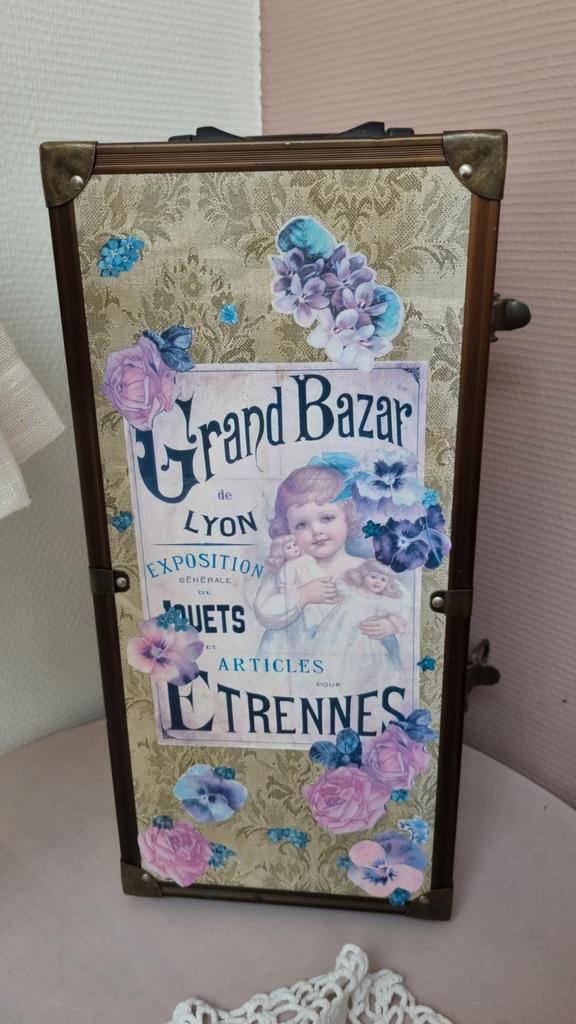 Grand Bazar
de
LYON
EXPOSITION
GÉNÉRALE
DE
JOUETS
ET
ARTICLES
POUR
ETRENNES